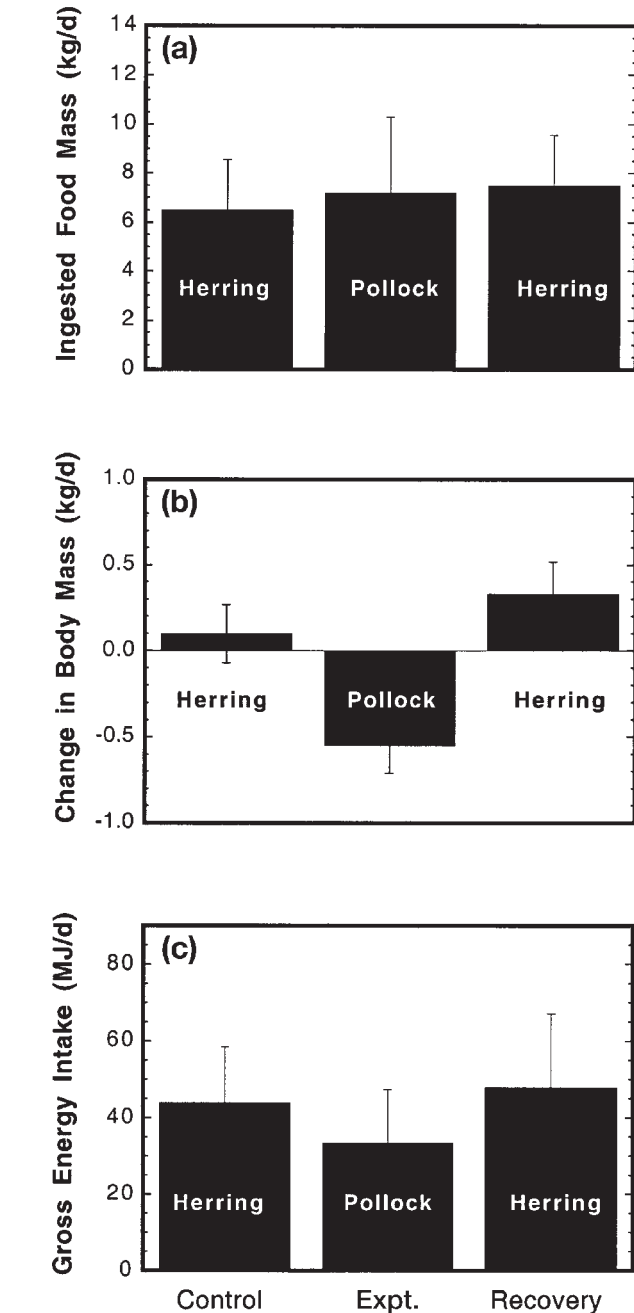 Ingested Food Mass (kg/d)
14
12
10
8
6
4
2
0
(a)
Herring
Pollock
Herring
Change in Body Mass (kg/d)
1.0
0.5
0.0
-0.5
-1.0
(b)
Herring
Pollock
Herring
Gross Energy Intake (MJ/d)
80
60
40
20
0
(c)
Herring
Pollock
Herring
Control
Expt.
Recovery